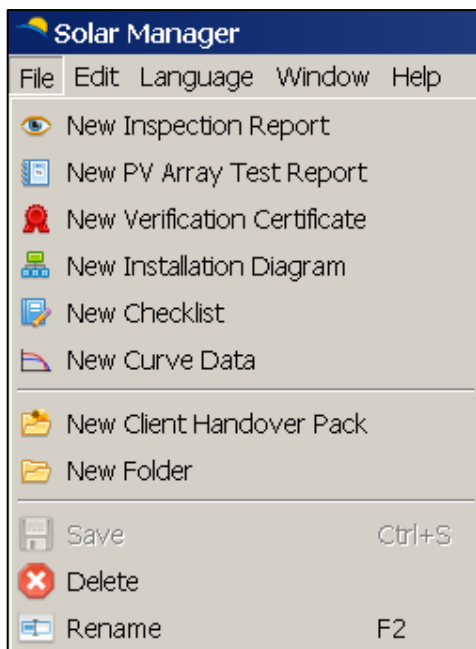 Solar Manager
File Edit Language Window Help
New Inspection Report
New PV Array Test Report
New Verification Certificate
New Installation Diagram
New Checklist
New Curve Data
New Client Handover Pack
New Folder
Save Ctrl+S
Delete
Rename F2